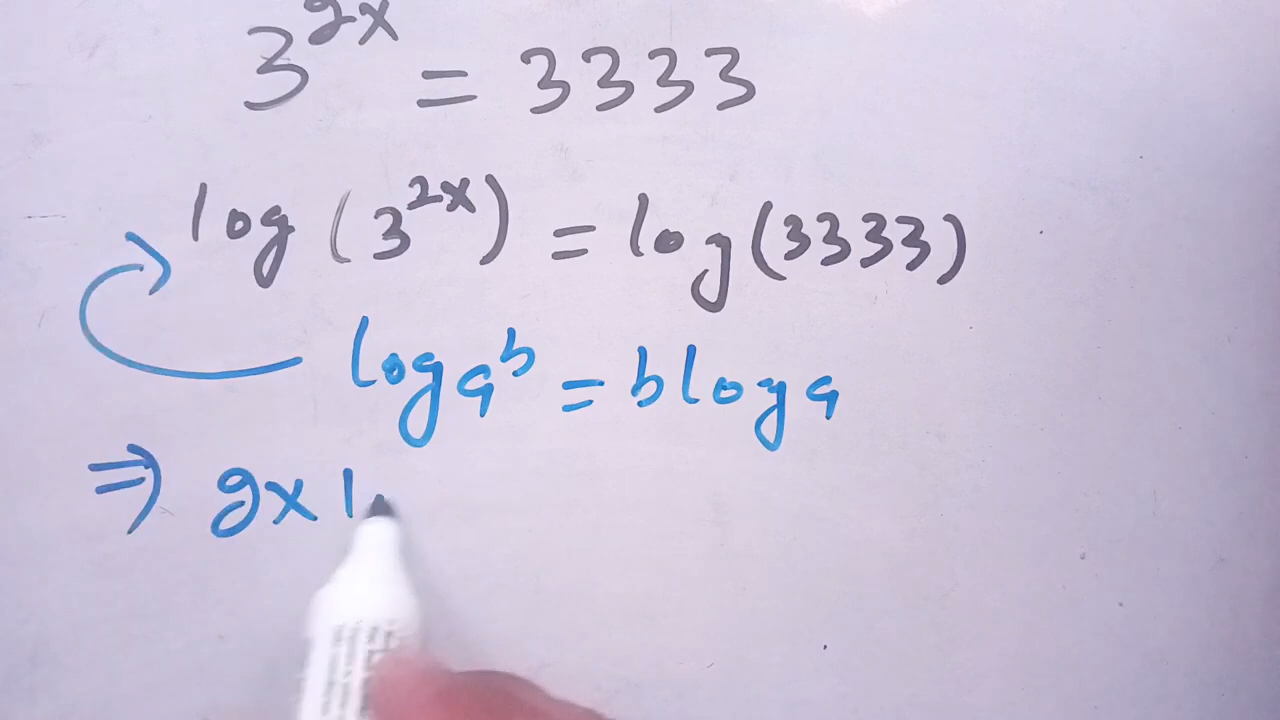 3^2x = 3333
log (3^2x) = log (3333)
log a^b = b log a
⇒ 2x l